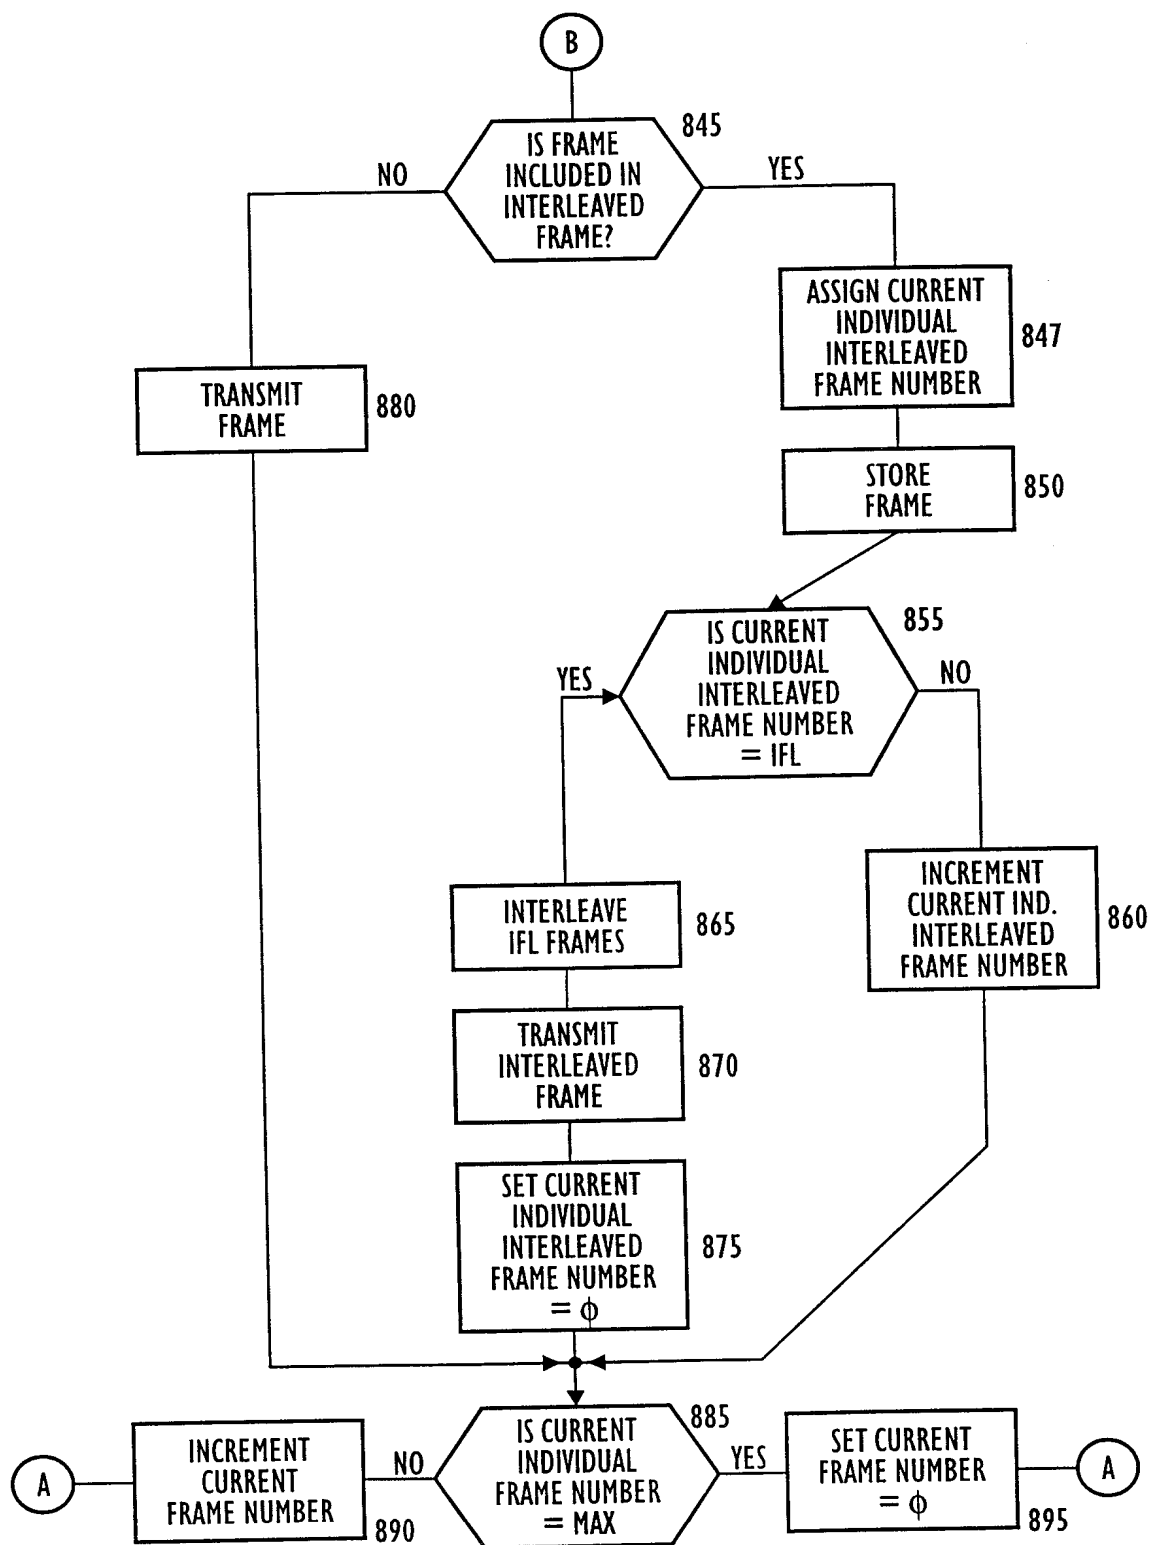 B
IS FRAME
INCLUDED IN
INTERLEAVED
FRAME?
845
NO
YES
ASSIGN CURRENT
INDIVIDUAL
INTERLEAVED
FRAME NUMBER
847
TRANSMIT
FRAME
880
STORE
FRAME
850
IS CURRENT
INDIVIDUAL
INTERLEAVED
FRAME NUMBER
= IFL
855
YES
NO
INCREMENT
CURRENT IND.
INTERLEAVED
FRAME NUMBER
860
INTERLEAVE
IFL FRAMES
865
TRANSMIT
INTERLEAVED
FRAME
870
SET CURRENT
INDIVIDUAL
INTERLEAVED
FRAME NUMBER
= ϕ
875
A
INCREMENT
CURRENT
FRAME NUMBER
890
NO
IS CURRENT
INDIVIDUAL
FRAME NUMBER
= MAX
885
YES
SET CURRENT
FRAME NUMBER
= ϕ
895
A